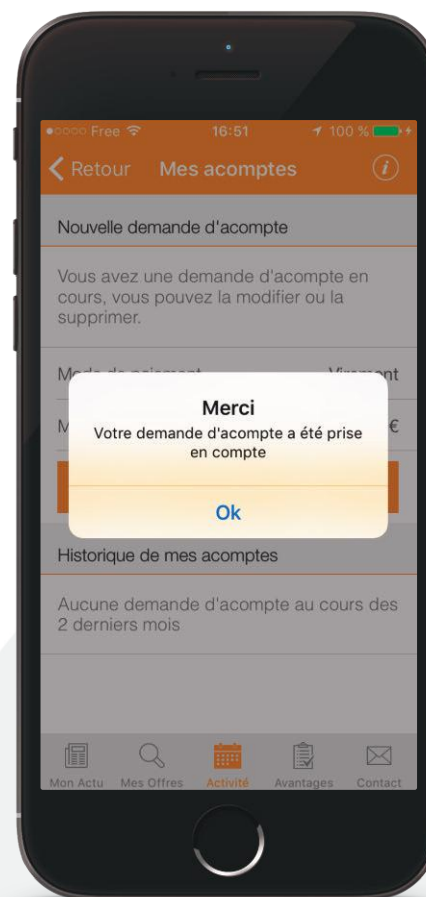 Free 16:51 100 %
Retour Mes acomptes i
Nouvelle demande d'acompte
Vous avez une demande d'acompte en
cours, vous pouvez la modifier ou la
supprimer.
Merci
Votre demande d'acompte a été prise
en compte
€
Ok
Historique de mes acomptes
Aucune demande d'acompte au cours des
2 derniers mois
Mon Actu Mes Offres Activité Avantages Contact